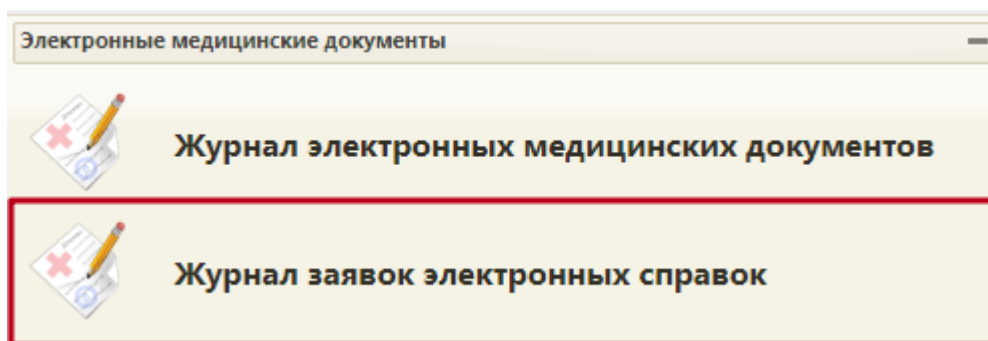 Электронные медицинские документы
Журнал электронных медицинских документов
Журнал заявок электронных справок